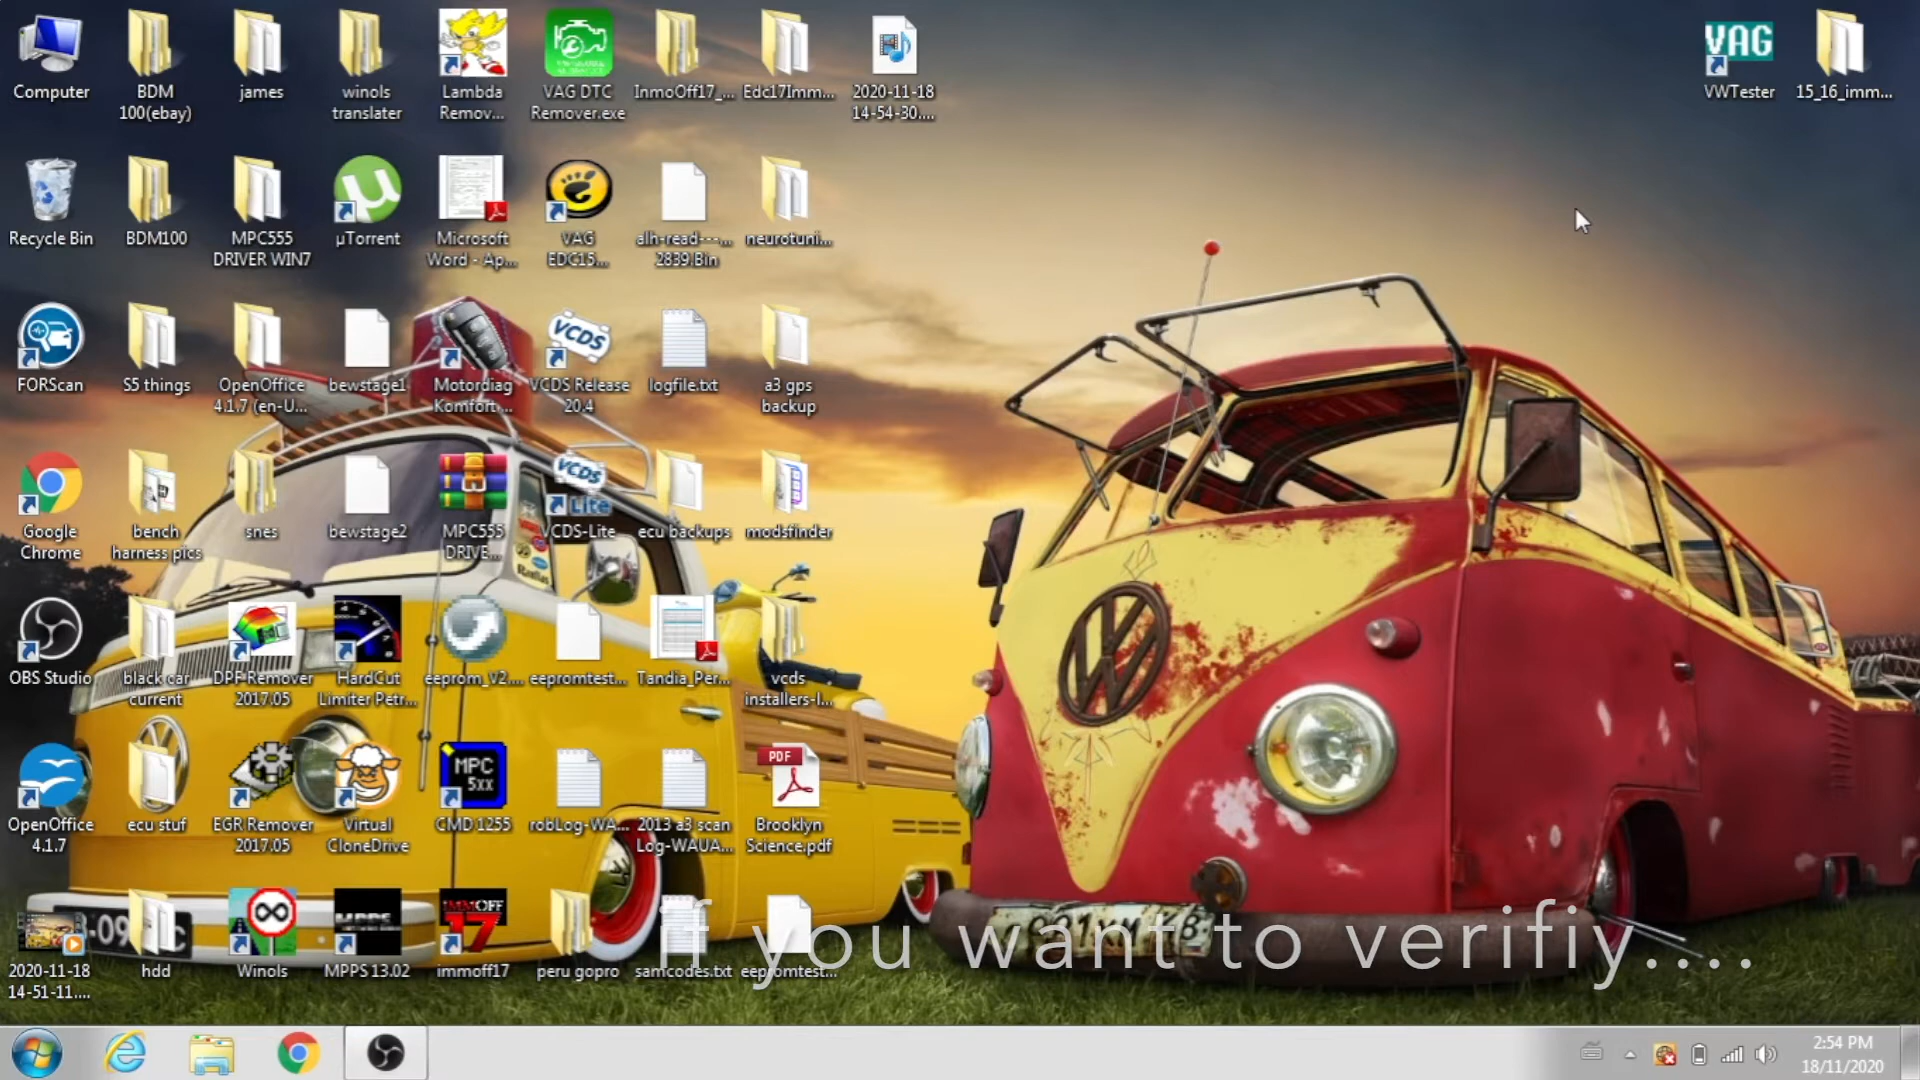 Computer
BDM
100(ebay)
james
winols
translater
Lambda
Remov...
VAG DTC
Remover.exe
InmoOff17_...
Edc17Imm...
2020-11-18
14-54-30....
VAG
VWTester
15_16_imm...
Recycle Bin
BDM100
MPC555
DRIVER WIN7
µTorrent
Microsoft
Word - Ap...
VAG
EDC15...
alh-read---...
2839.Bin
neurotuni...
FORScan
S5 things
OpenOffice
4.1.7 (en-U...
bewstage1
Motordiag
Komfort ...
VCDS
VCDS Release
20.4
logfile.txt
a3 gps
backup
Google
Chrome
bench
harness pics
snes
bewstage2
MPC555
DRIVE...
VCDS
Lite
VCDS-Lite
ecu backups
modsfinder
OBS Studio
black car
current
DPF Remover
2017.05
HardCut
Limiter Petr...
eeprom_V2....
eepromtest...
Tandia_Per...
vcds
installers-l...
OpenOffice
4.1.7
ecu stuf
EGR Remover
2017.05
Virtual
CloneDrive
MPC
5xx
CMD 1255
robLog-WA...
2013 a3 scan
Log-WAUA...
PDF
Brooklyn
Science.pdf
2020-11-18
14-51-11....
hdd
Winols
MPPS
MPPS 13.02
IMMOFF
17
immoff17
peru gopro
samcodes.txt
eepromtest...
if you want to verifiy....
2:54 PM
18/11/2020